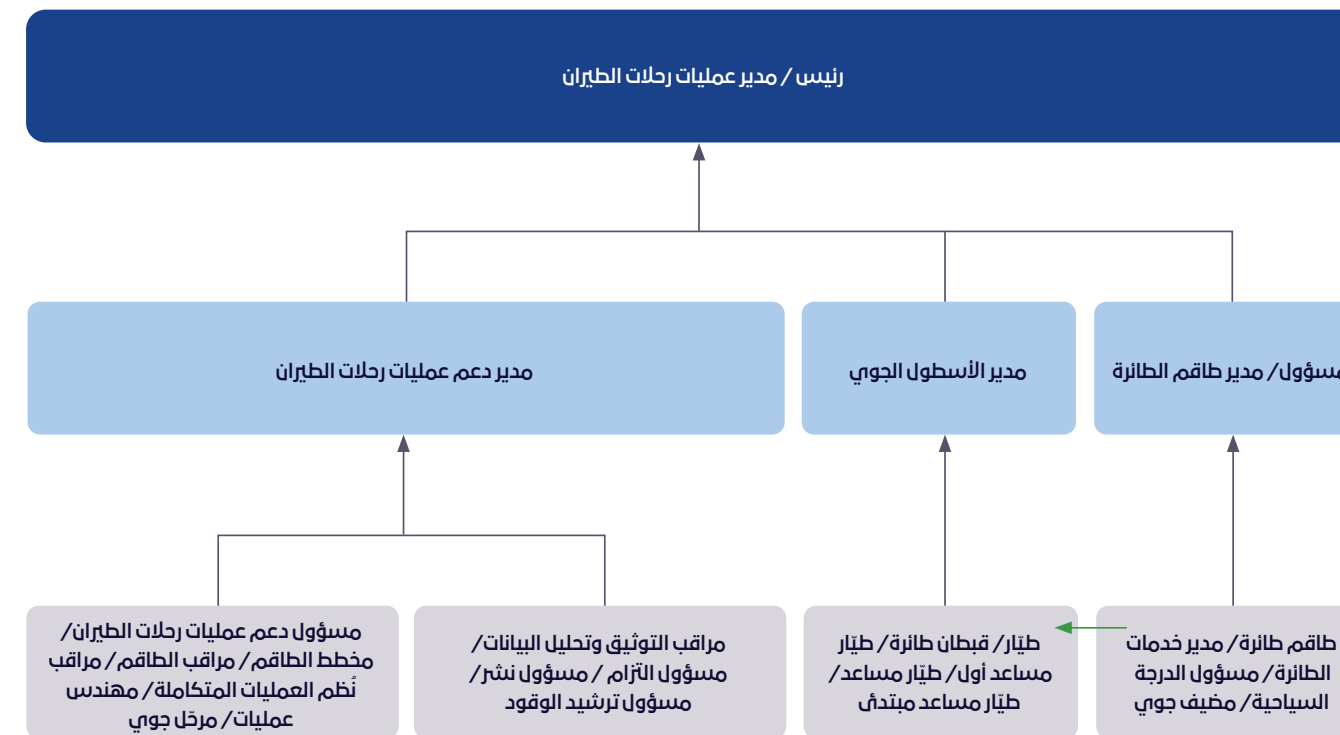 رئيس / مدير عمليات رحلات الطيران
مسؤول/ مدير طاقم الطائرة
مدير الأسطول الجوي
مدير دعم عمليات رحلات الطيران
طاقم طائرة/ مدير خدمات
الطائرة/ مسؤول الدرجة
السياحية/ مضيف جوي
طيّار/ قبطان طائرة/ طيّار
مساعد أول/ طيّار مساعد/
طيّار مساعد مبتدئ
مراقب التوثيق وتحليل البيانات/
مسؤول التزام / مسؤول نشر/
مسؤول ترشيد الوقود
مسؤول دعم عمليات رحلات الطيران/
مخطط الطاقم/ مراقب الطاقم/ مراقب
نُظم العمليات المتكاملة/ مهندس
عمليات/ مرحّل جوي